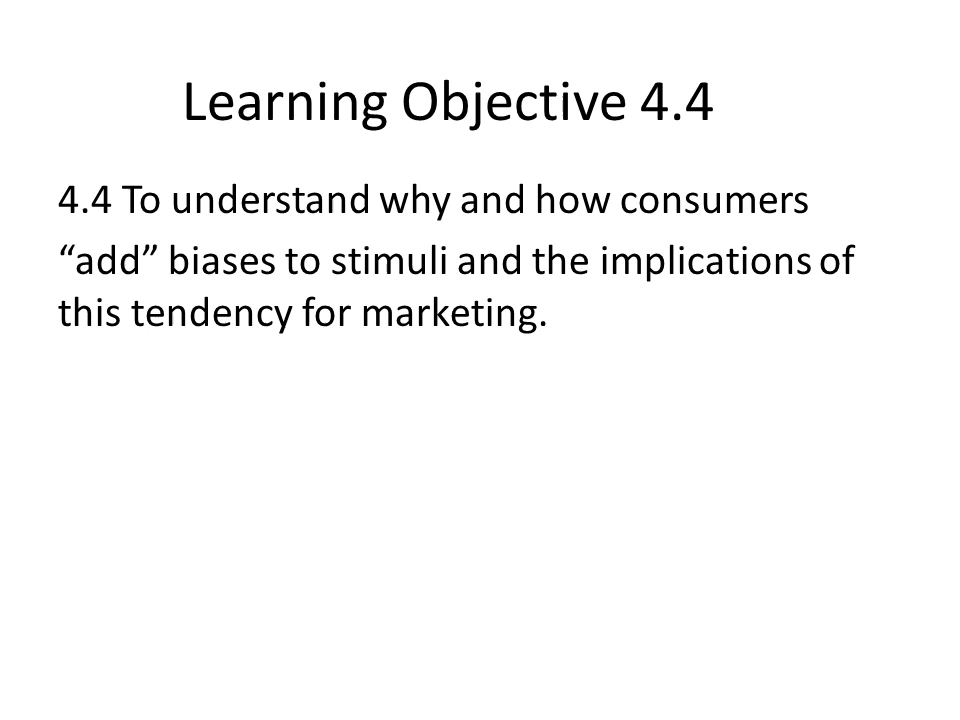 Learning Objective 4.4
4.4 To understand why and how consumers
“add” biases to stimuli and the implications of
this tendency for marketing.